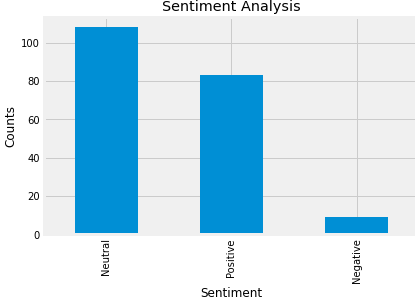 Sentiment Analysis
Counts
100
80
60
40
20
0
Neutral
Positive
Negative
Sentiment